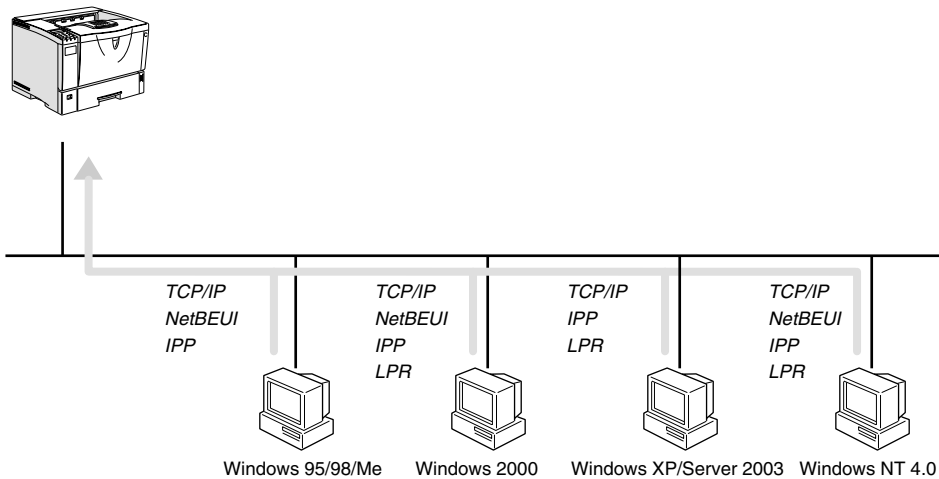 TCP/IP
NetBEUI
IPP
TCP/IP
NetBEUI
IPP
LPR
TCP/IP
IPP
LPR
TCP/IP
NetBEUI
IPP
LPR
Windows 95/98/Me
Windows 2000
Windows XP/Server 2003
Windows NT 4.0